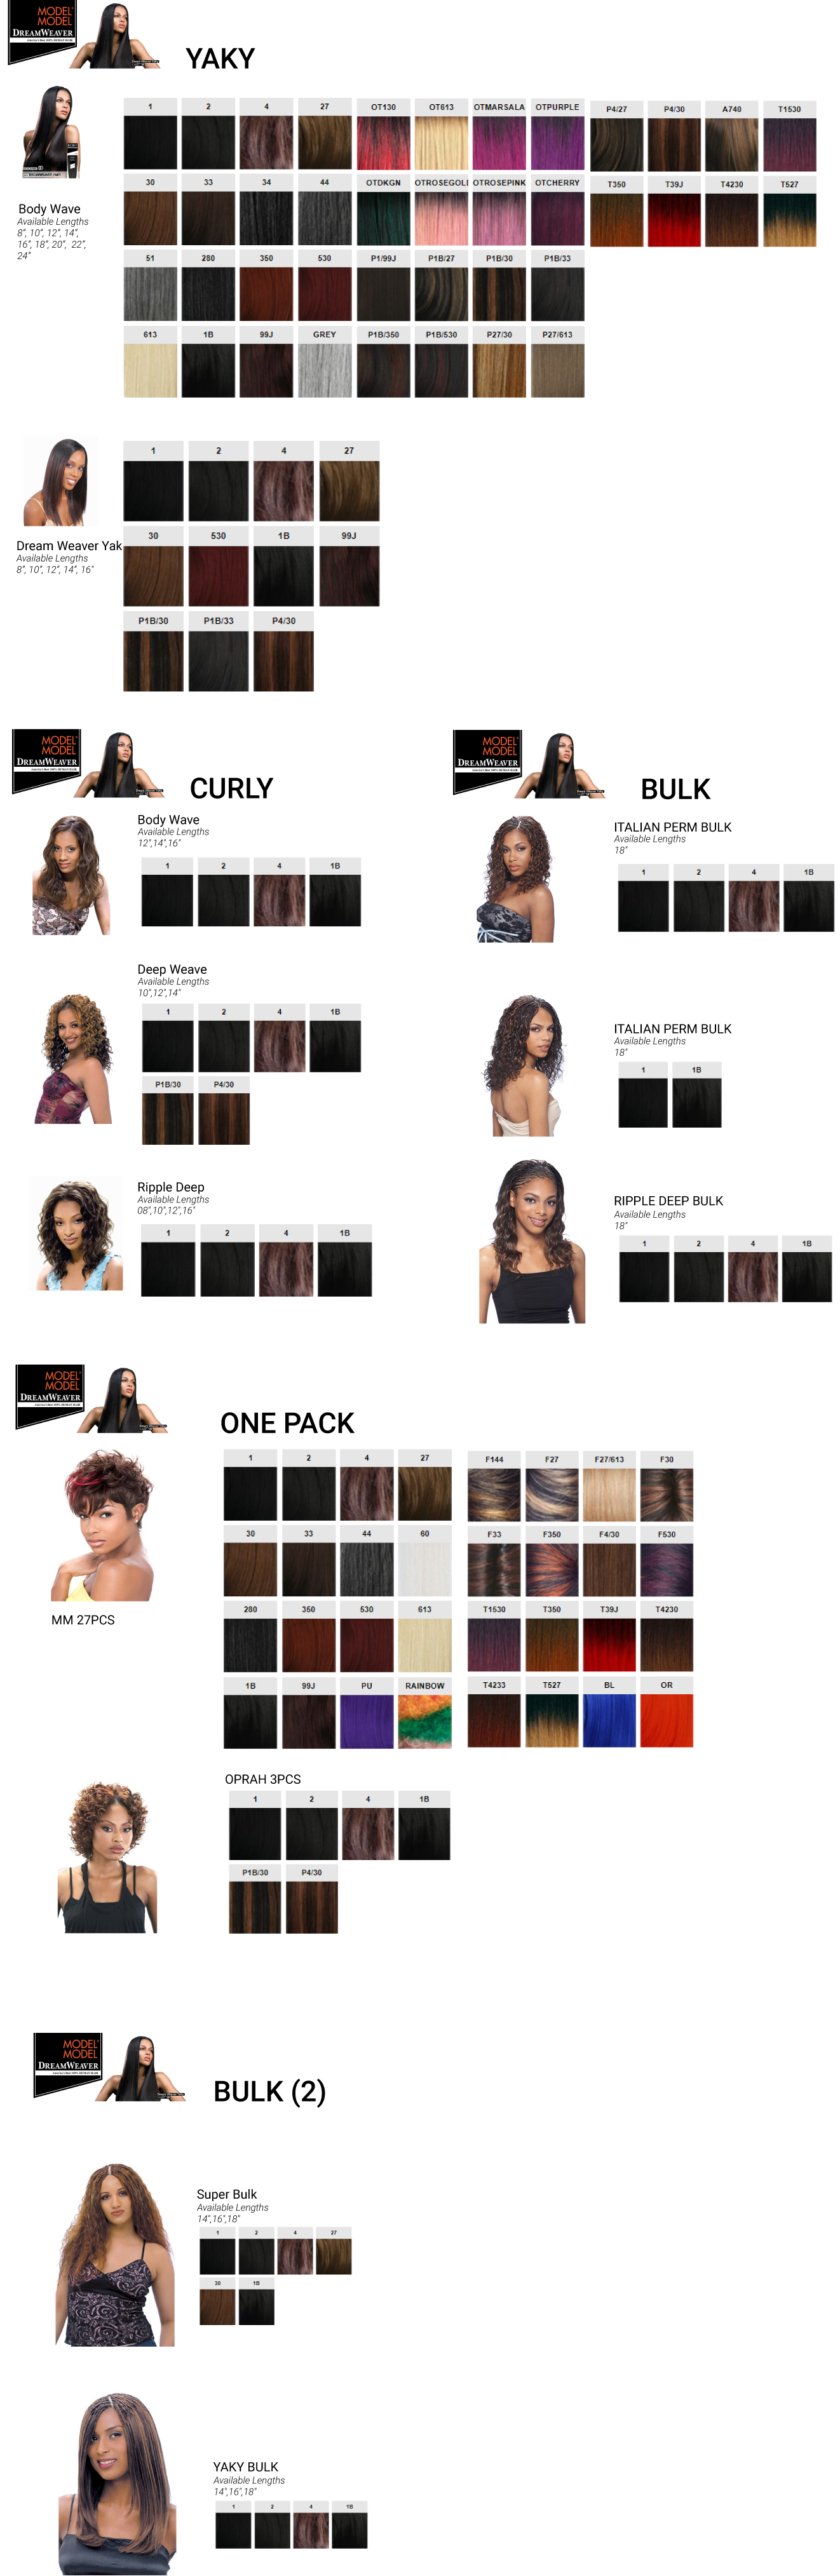 MODEL
MODEL
DREAMWEAVER
YAKY
1 2 4 27 OT130 OT613 OTMARSALA OTPURPLE P4/27 P4/30 A740 T1530
30 33 34 44 OTDKGN OTROSEGOLI OTROSEPINK OTCHERRY T350 T39J T4230 T527
Body Wave
Available Lengths
8", 10", 12", 14",
16", 18", 20", 22",
24"
51 280 350 530 P1/99J P1B/27 P1B/30 P1B/33
613 1B 99J GREY P1B/350 P1B/530 P27/30 P27/613
1 2 4 27
Dream Weaver Yak
Available Lengths
8", 10", 12", 14", 16"
30 530 1B 99J
P1B/30 P1B/33 P4/30
MODEL
MODEL
DREAMWEAVER
CURLY
Body Wave
Available Lengths
12",14",16"
1 2 4 1B
Deep Weave
Available Lengths
10",12",14"
1 2 4 1B
P1B/30 P4/30
Ripple Deep
Available Lengths
08",10",12",16"
1 2 4 1B
MODEL
MODEL
DREAMWEAVER
BULK
ITALIAN PERM BULK
Available Lengths
18"
1 2 4 1B
ITALIAN PERM BULK
Available Lengths
18"
1 1B
RIPPLE DEEP BULK
Available Lengths
18"
1 2 4 1B
MODEL
MODEL
DREAMWEAVER
ONE PACK
MM 27PCS
1 2 4 27 F144 F27 F27/613 F30
30 33 44 60 F33 F350 F4/30 F530
280 350 530 613 T1530 T350 T39J T4230
1B 99J PU RAINBOW T4233 T527 BL OR
OPRAH 3PCS
1 2 4 1B
P1B/30 P4/30
MODEL
MODEL
DREAMWEAVER
BULK (2)
Super Bulk
Available Lengths
14",16",18"
1 2 4 27
30 1B
YAKY BULK
Available Lengths
14",16",18"
1 2 4 1B